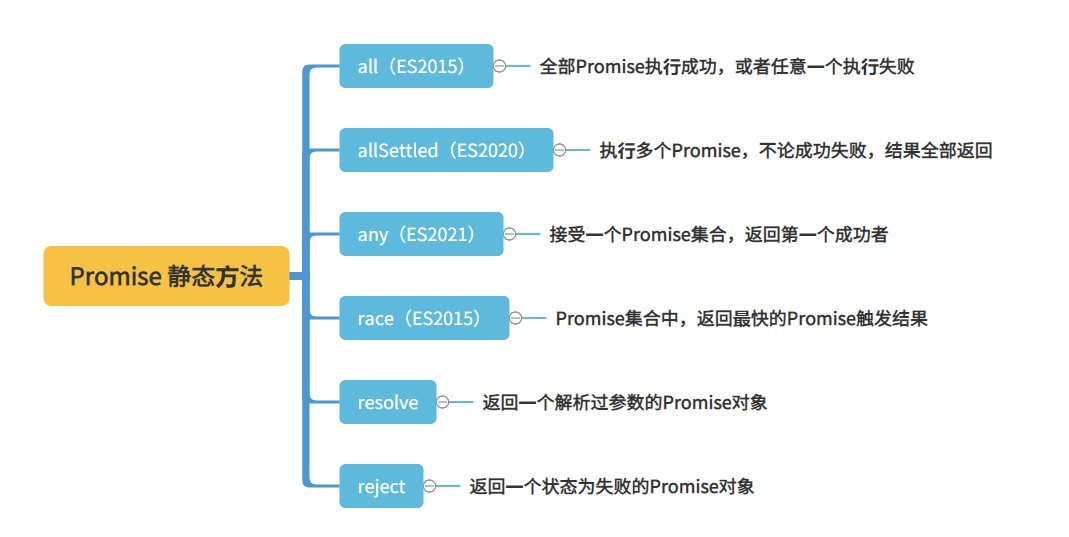 all（ES2015）
全部Promise执行成功，或者任意一个执行失败
allSettled（ES2020）
执行多个Promise，不论成功失败，结果全部返回
any（ES2021）
接受一个Promise集合，返回第一个成功者
Promise 静态方法
race（ES2015）
Promise集合中，返回最快的Promise触发结果
resolve
返回一个解析过参数的Promise对象
reject
返回一个状态为失败的Promise对象